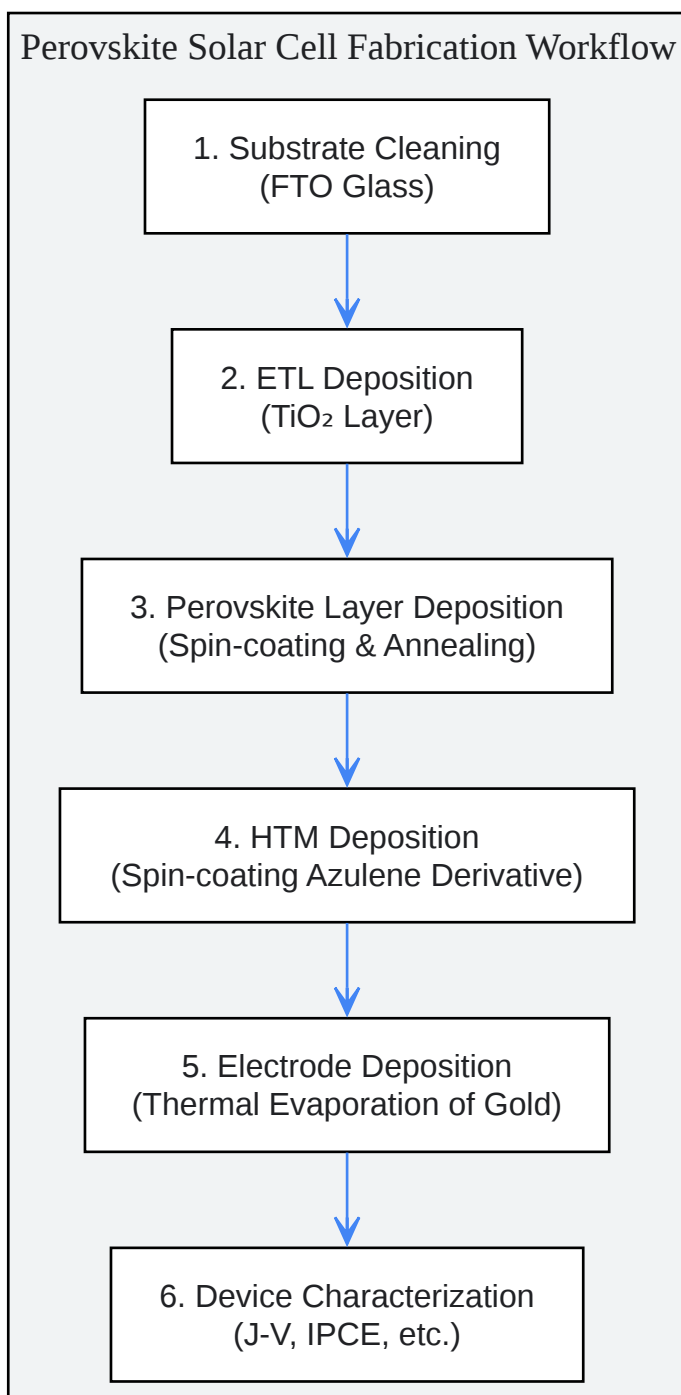 Perovskite Solar Cell Fabrication Workflow
1. Substrate Cleaning
(FTO Glass)
2. ETL Deposition
(TiO₂ Layer)
3. Perovskite Layer Deposition
(Spin-coating & Annealing)
4. HTM Deposition
(Spin-coating Azulene Derivative)
5. Electrode Deposition
(Thermal Evaporation of Gold)
6. Device Characterization
(J-V, IPCE, etc.)